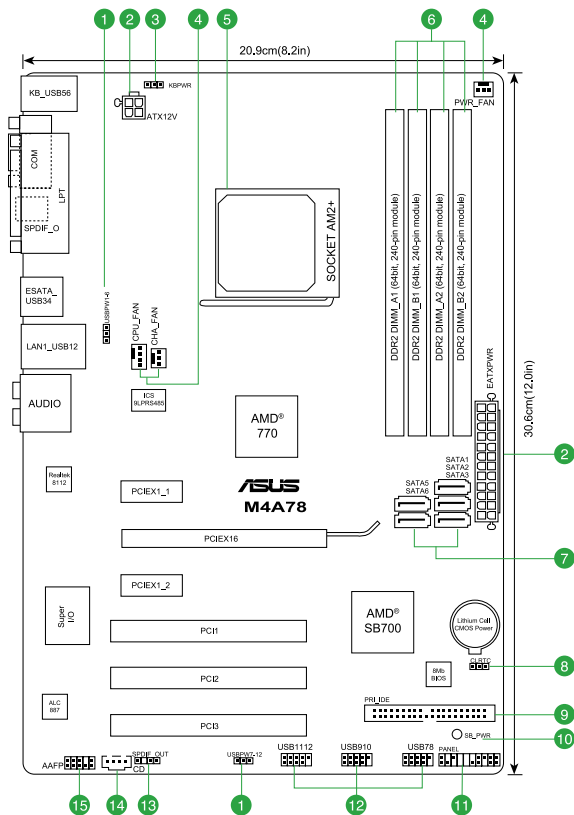 1 2 3 4 5 6 4
20.9cm(8.2in)
KB_USB56
KBPWR
ATX12V
PWR_FAN
COM
LPT
SPDIF_O
SOCKET AM2+
DDR2 DIMM_A1 (64bit, 240-pin module)
DDR2 DIMM_B1 (64bit, 240-pin module)
DDR2 DIMM_A2 (64bit, 240-pin module)
DDR2 DIMM_B2 (64bit, 240-pin module)
30.6cm(12.0in)
ESATA_
USB34
USBPW1-6
LAN1_USB12
CPU_FAN
CHA_FAN
4
EATXPWR
AUDIO
ICS
9LPRS485
AMD®
770
2
Realtek
8112
PCIEX1_1
ASUS
M4A78
SATA1
SATA2
SATA3
SATA5
SATA6
PCIEX16
7
PCIEX1_2
Super
I/O
AMD®
SB700
Lithium Cell
CMOS Power
PCI1
CLRTC
8
PCI2
8Mb
BIOS
ALC
887
PRI_IDE
9
PCI3
SB_PWR
10
AAFP
CD
SPDIF_OUT
USBPW7-12
USB1112
USB910
USB78
PANEL
15 14 13 1 12 11